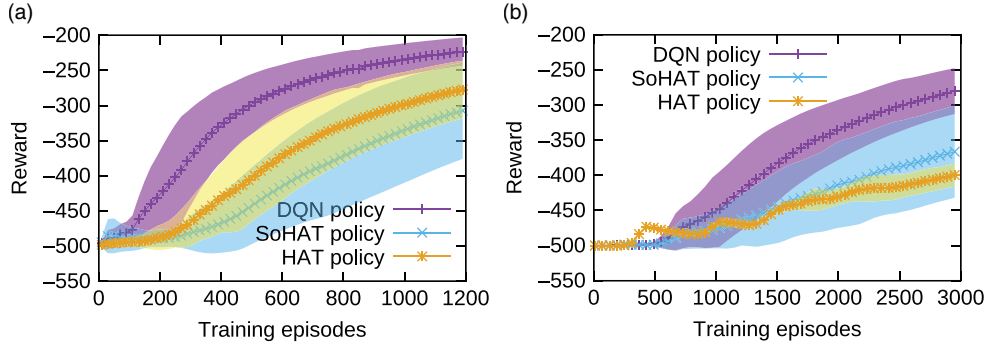 (a)
−200
−250
−300
−350
−400
−450
−500
−550
Reward
DQN policy
SoHAT policy
HAT policy
0 200 400 600 800 1000 1200
Training episodes
(b)
−200
−250
−300
−350
−400
−450
−500
−550
Reward
DQN policy
SoHAT policy
HAT policy
0 500 1000 1500 2000 2500 3000
Training episodes